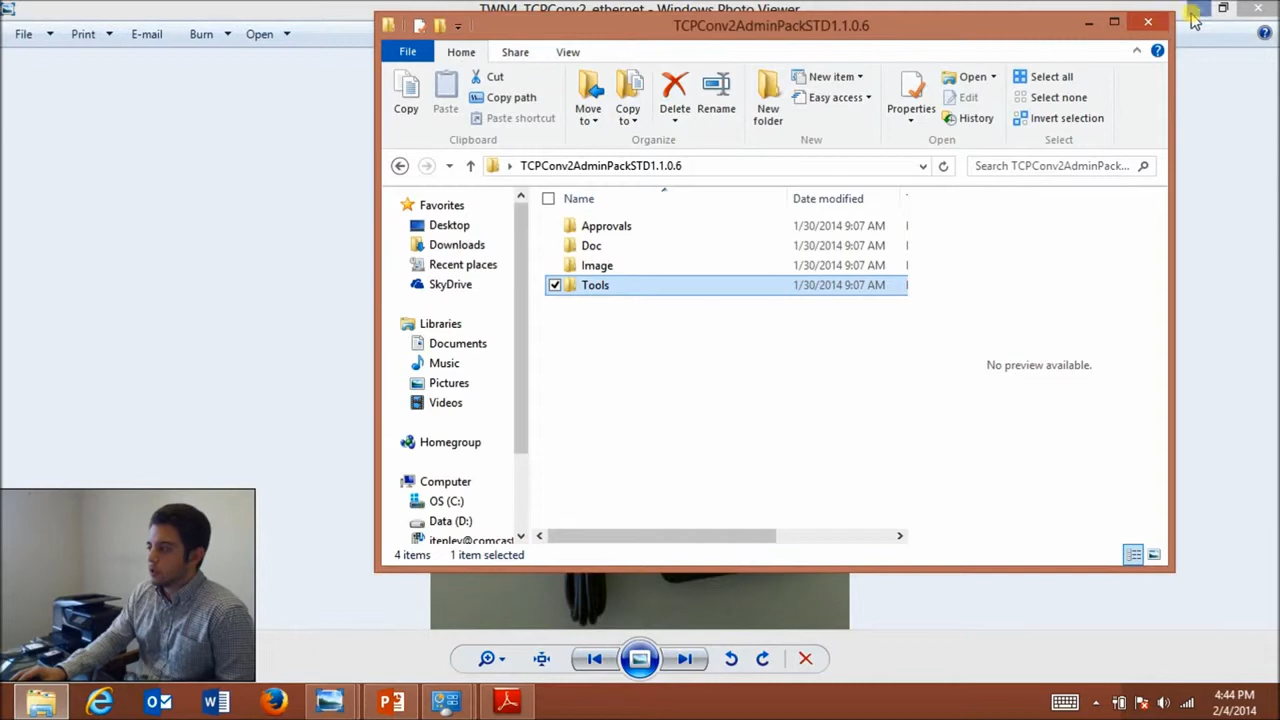 TWN4_TCPConv2_ethernet - Windows Photo Viewer
File Print E-mail Burn Open
TCPConv2AdminPackSTD1.1.0.6
File Home Share View
Copy
Paste
Cut
Copy path
Paste shortcut
Clipboard
Move to
Copy to
Delete
Rename
Organize
New folder
New item
Easy access
New
Properties
Open
Edit
History
Open
Select all
Select none
Invert selection
Select
TCPConv2AdminPackSTD1.1.0.6
Search TCPConv2AdminPack...
Favorites
Desktop
Downloads
Recent places
SkyDrive
Libraries
Documents
Music
Pictures
Videos
Homegroup
Computer
OS (C:)
Data (D:)
iteplev@comcast
Name Date modified
Approvals 1/30/2014 9:07 AM
Doc 1/30/2014 9:07 AM
Image 1/30/2014 9:07 AM
Tools 1/30/2014 9:07 AM
No preview available.
4 items 1 item selected
4:44 PM
2/4/2014